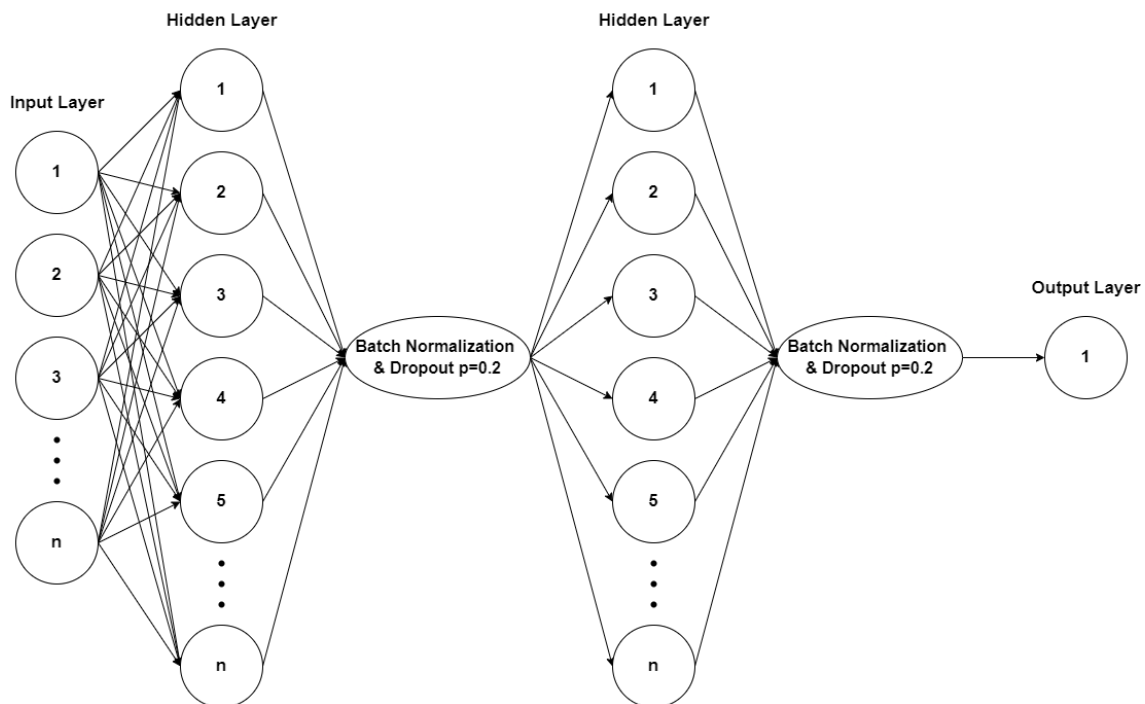 Input Layer
1
2
3
n
Hidden Layer
1
2
3
4
5
n
Batch Normalization
& Dropout p=0.2
Hidden Layer
1
2
3
4
5
n
Batch Normalization
& Dropout p=0.2
Output Layer
1